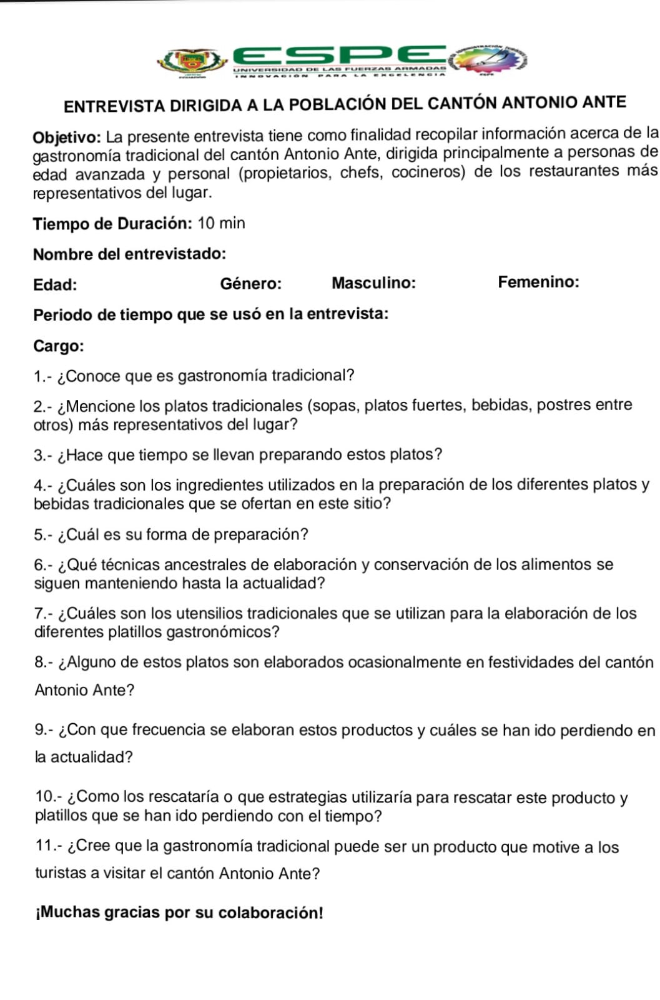 ESPE
UNIVERSIDAD DE LAS FUERZAS ARMADAS
INNOVACIÓN PARA LA EXCELENCIA
ENTREVISTA DIRIGIDA A LA POBLACIÓN DEL CANTÓN ANTONIO ANTE
Objetivo: La presente entrevista tiene como finalidad recopilar información acerca de la
gastronomía tradicional del cantón Antonio Ante, dirigida principalmente a personas de
edad avanzada y personal (propietarios, chefs, cocineros) de los restaurantes más
representativos del lugar.
Tiempo de Duración: 10 min
Nombre del entrevistado:
Edad: Género: Masculino: Femenino:
Periodo de tiempo que se usó en la entrevista:
Cargo:
1.- ¿Conoce que es gastronomía tradicional?
2.- ¿Mencione los platos tradicionales (sopas, platos fuertes, bebidas, postres entre
otros) más representativos del lugar?
3.- ¿Hace que tiempo se llevan preparando estos platos?
4.- ¿Cuáles son los ingredientes utilizados en la preparación de los diferentes platos y
bebidas tradicionales que se ofertan en este sitio?
5.- ¿Cuál es su forma de preparación?
6.- ¿Qué técnicas ancestrales de elaboración y conservación de los alimentos se
siguen manteniendo hasta la actualidad?
7.- ¿Cuáles son los utensilios tradicionales que se utilizan para la elaboración de los
diferentes platillos gastronómicos?
8.- ¿Alguno de estos platos son elaborados ocasionalmente en festividades del cantón
Antonio Ante?
9.- ¿Con que frecuencia se elaboran estos productos y cuáles se han ido perdiendo en
la actualidad?
10.- ¿Como los rescataría o que estrategias utilizaría para rescatar este producto y
platillos que se han ido perdiendo con el tiempo?
11.- ¿Cree que la gastronomía tradicional puede ser un producto que motive a los
turistas a visitar el cantón Antonio Ante?
¡Muchas gracias por su colaboración!